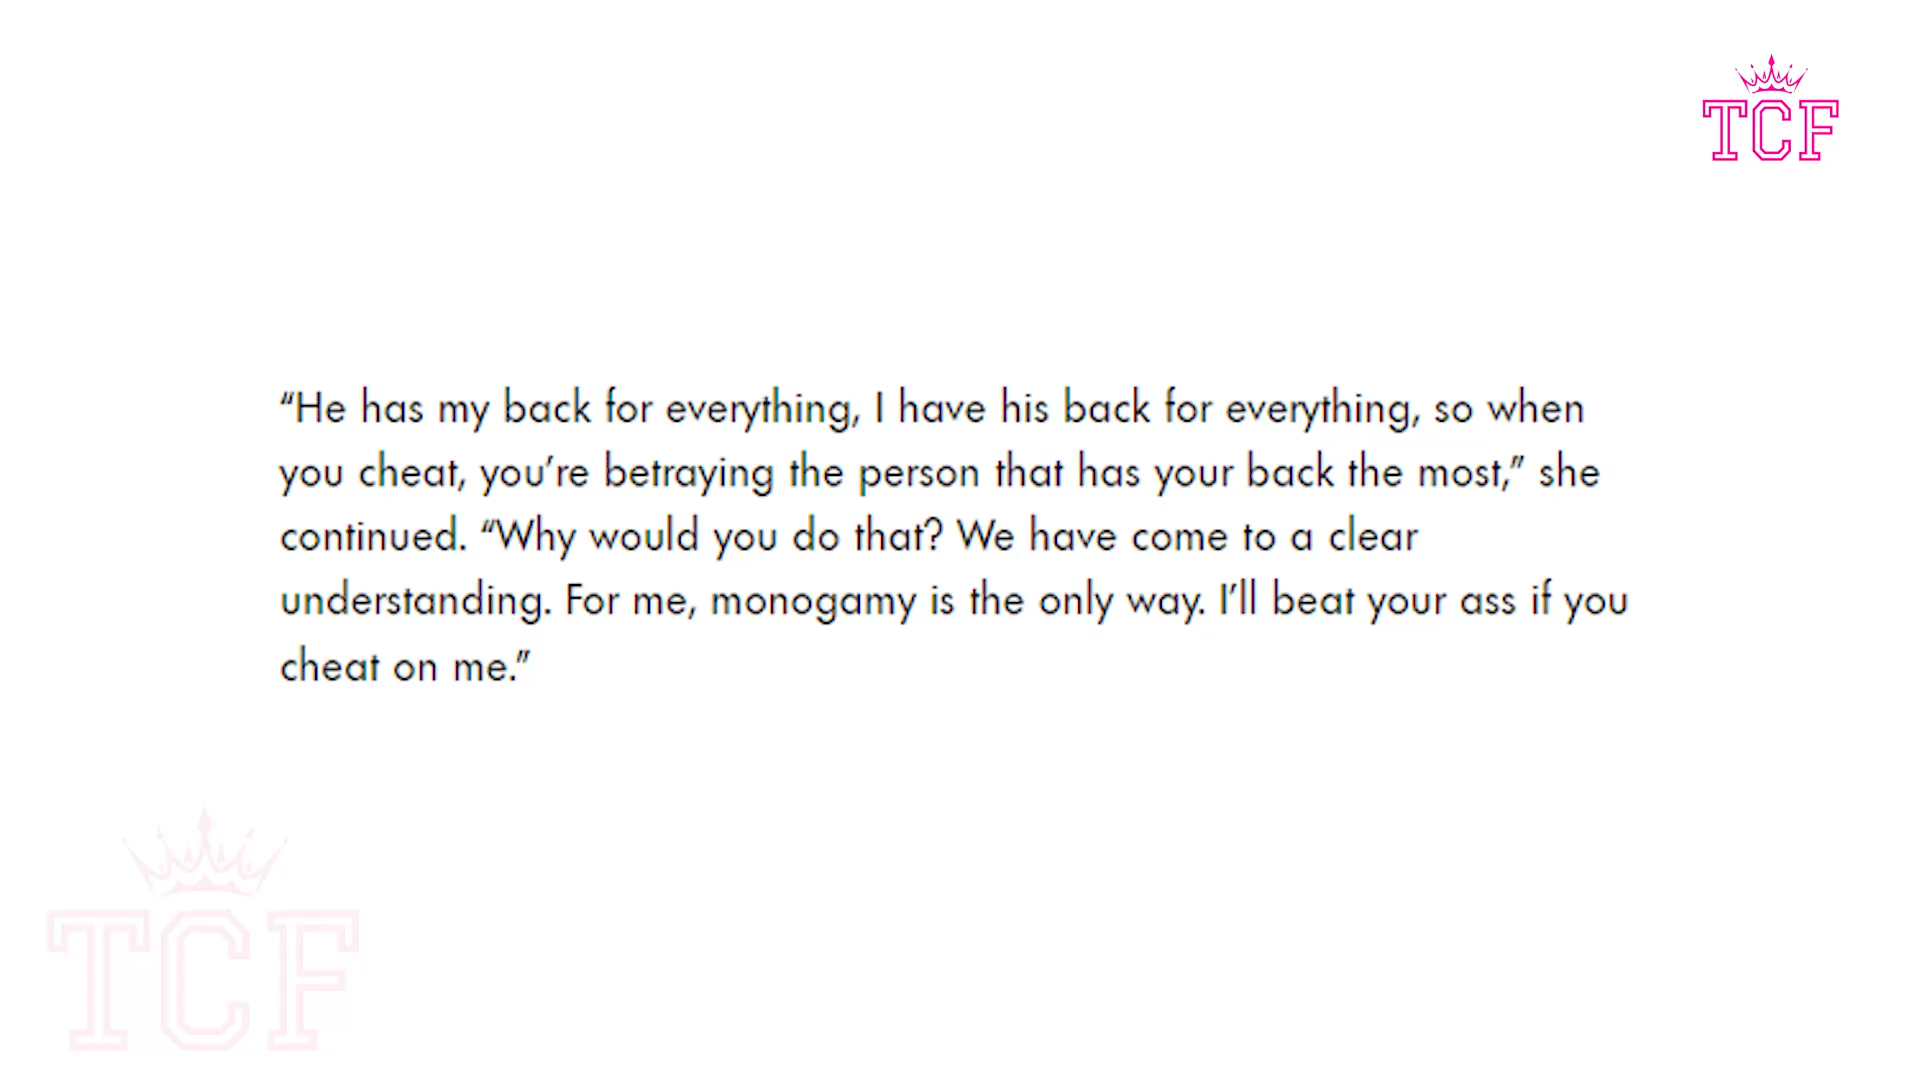 TCF
“He has my back for everything, I have his back for everything, so when
you cheat, you’re betraying the person that has your back the most,” she
continued. “Why would you do that? We have come to a clear
understanding. For me, monogamy is the only way. I’ll beat your ass if you
cheat on me.”
TCF